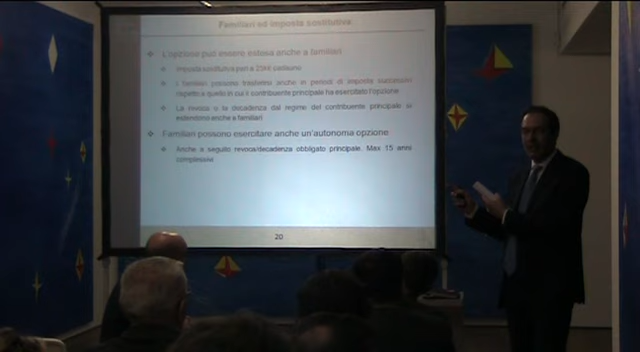 Familiari ed imposta sostitutiva
L'opzione può essere estesa anche a familiari
Imposta sostitutiva pari a 25mila ciascuno
I familiari possono trasferirsi anche in periodi di imposta successivi
rispetto a quello in cui il contribuente principale ha esercitato l'opzione
La revoca o la decadenza dal regime del contribuente principale si
estendono anche a familiari
Familiari possono esercitare anche un'autonoma opzione
Anche a seguito revoca/decadenza obbligato principale. Max 15 anni
complessivi
20